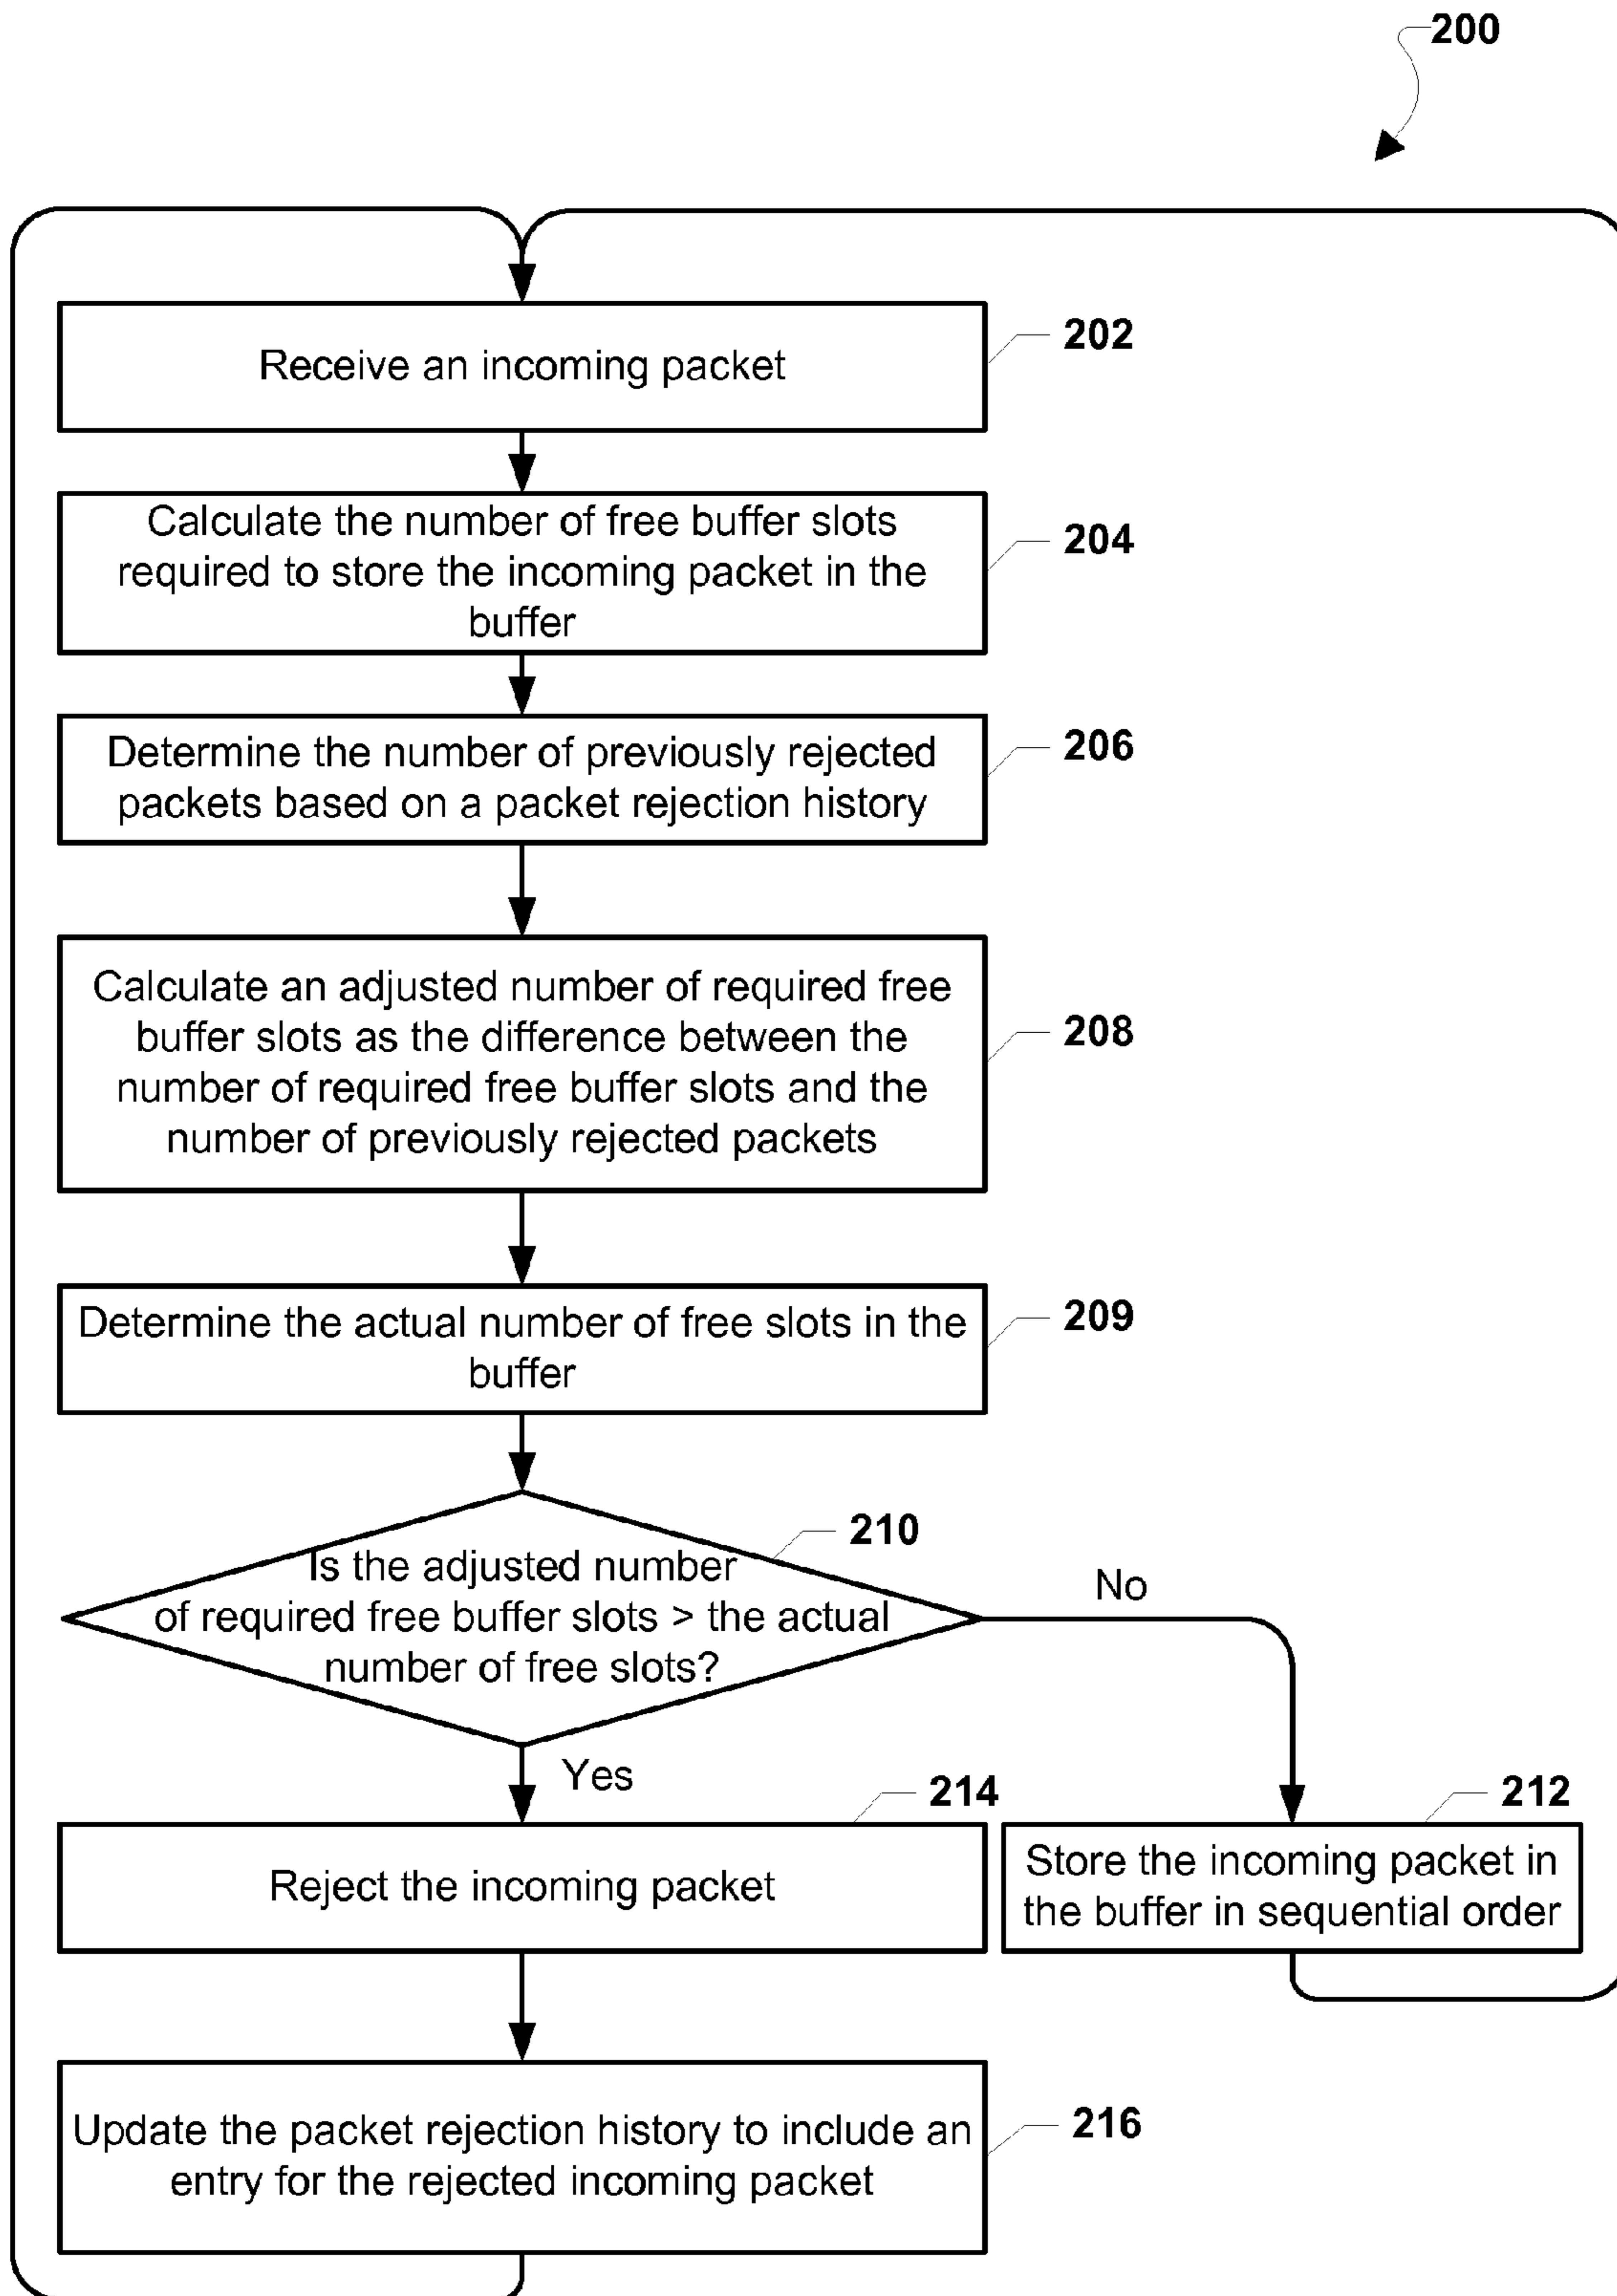 200
Receive an incoming packet
202
Calculate the number of free buffer slots
required to store the incoming packet in the
buffer
204
Determine the number of previously rejected
packets based on a packet rejection history
206
Calculate an adjusted number of required free
buffer slots as the difference between the
number of required free buffer slots and the
number of previously rejected packets
208
Determine the actual number of free slots in the
buffer
209
210
Is the adjusted number
of required free buffer slots > the actual
number of free slots?
No
Yes
214
Reject the incoming packet
212
Store the incoming packet in
the buffer in sequential order
Update the packet rejection history to include an
entry for the rejected incoming packet
216